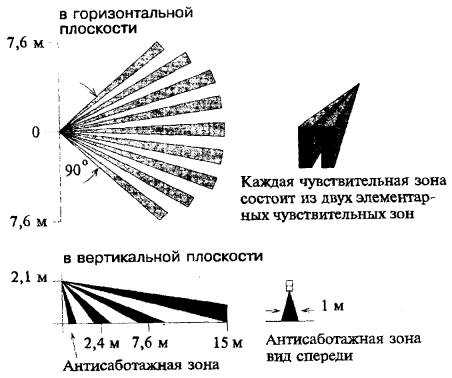 в горизонтальной
плоскости
7,6 м
0
90°
7,6 м
Каждая чувствительная зона
состоит из двух элементар-
ных чувствительных зон
в вертикальной плоскости
2,1 м
2,4 м 7,6 м 15 м
Антисаботажная зона
1 м
Антисаботажная зона
вид спереди